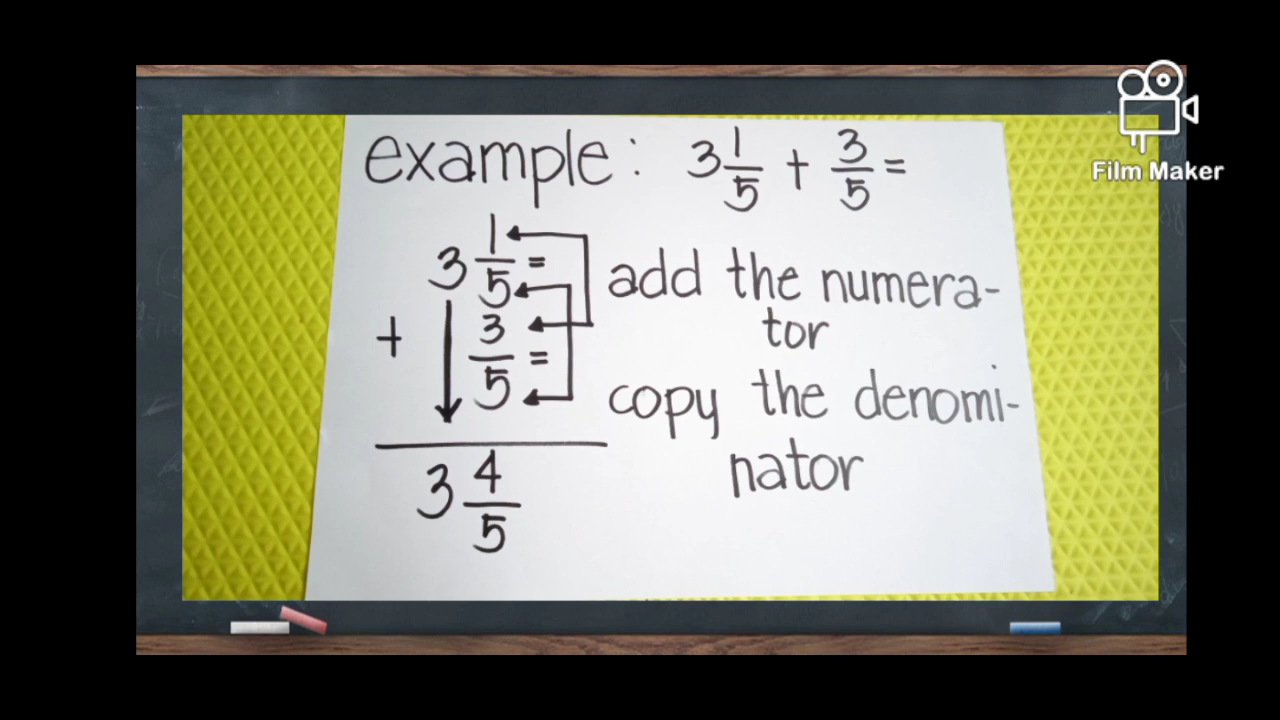 example: 3 1/5 + 3/5 =
3 1/5 =
+ 3/5 =
3 4/5
add the numera-
tor
copy the denomi-
nator
Film Maker